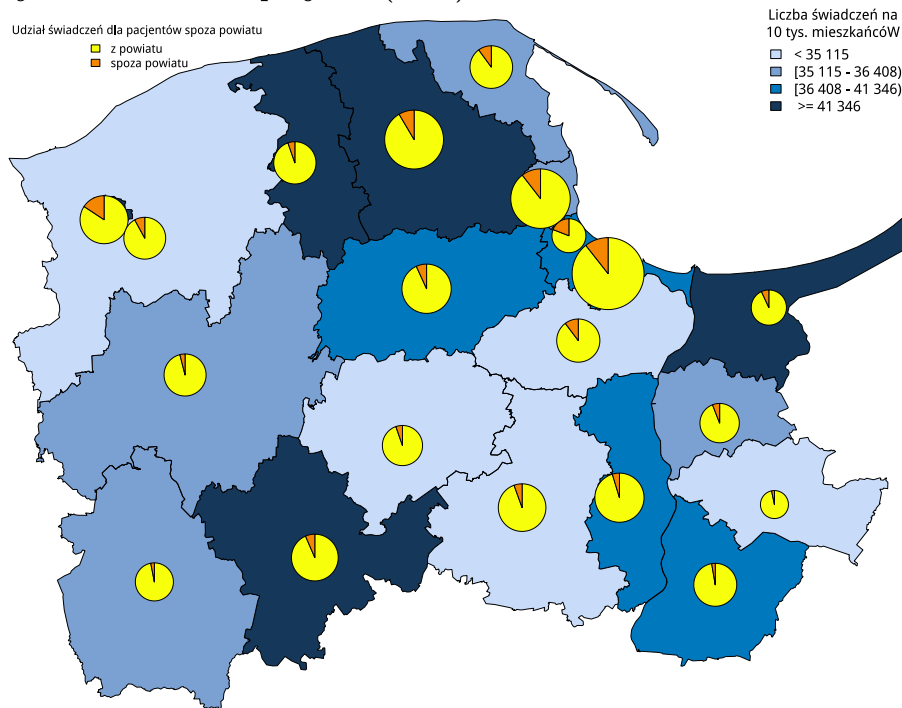 Udział świadczeń dla pacjentów spoza powiatu
z powiatu
spoza powiatu
Liczba świadczeń na
10 tys. mieszkańcóW
< 35 115
[35 115 - 36 408)
[36 408 - 41 346)
>= 41 346